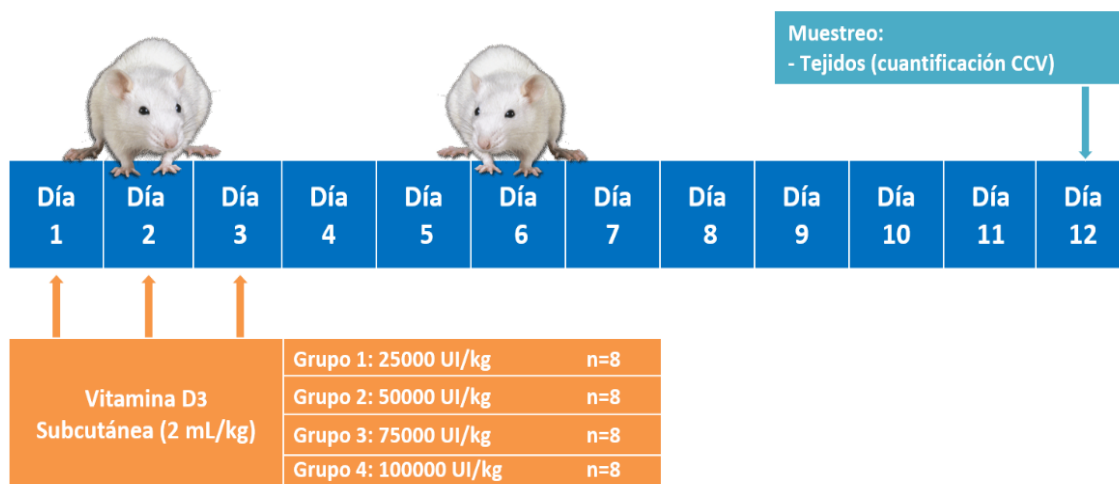 Muestreo:
- Tejidos (cuantificación CCV)
Día 1
Día 2
Día 3
Día 4
Día 5
Día 6
Día 7
Día 8
Día 9
Día 10
Día 11
Día 12
Vitamina D3
Subcutánea (2 mL/kg)
Grupo 1: 25000 UI/kg n=8
Grupo 2: 50000 UI/kg n=8
Grupo 3: 75000 UI/kg n=8
Grupo 4: 100000 UI/kg n=8